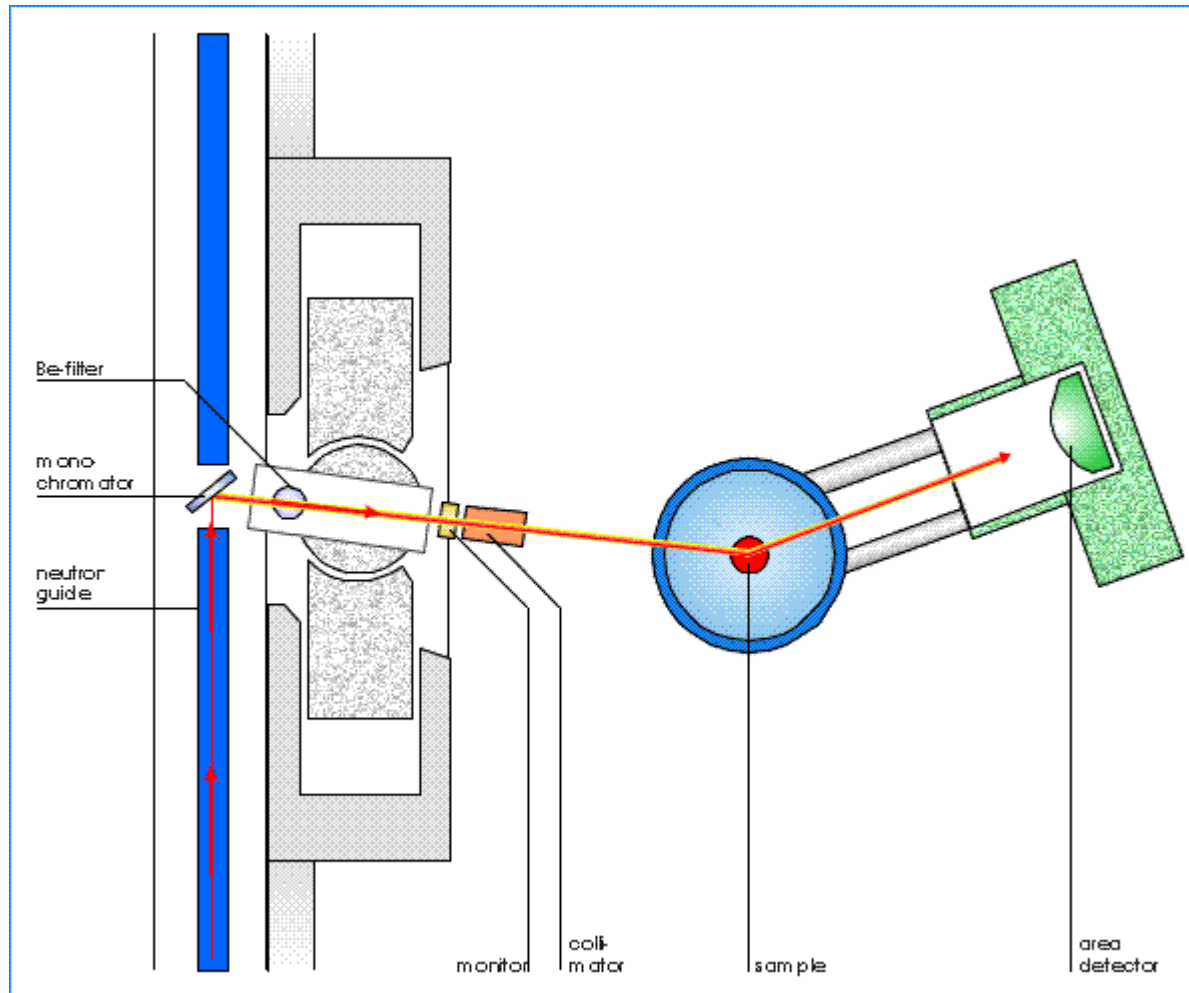 Be-filter
mono-
chromator
neutron
guide
monitor
colli-
mator
sample
area
detector